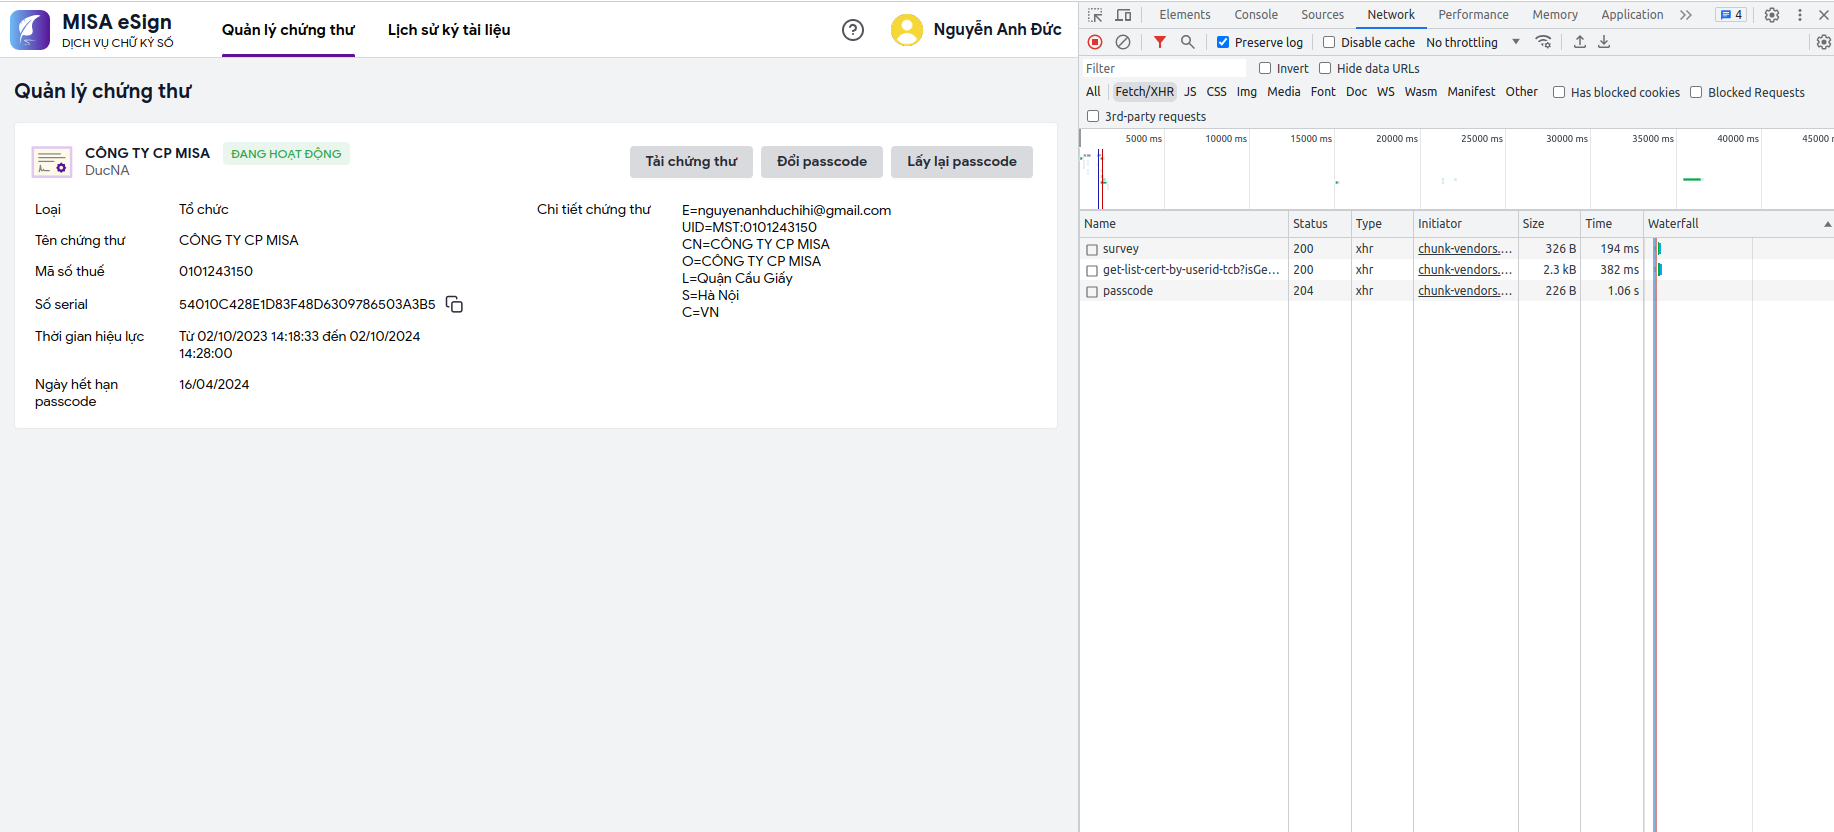 MISA eSign
DỊCH VỤ CHỮ KÝ SỐ
Quản lý chứng thư
Lịch sử ký tài liệu
Nguyễn Anh Đức
Quản lý chứng thư
CÔNG TY CP MISA
ĐANG HOẠT ĐỘNG
DucNA
Tải chứng thư
Đổi passcode
Lấy lại passcode
Loại
Tổ chức
Tên chứng thư
CÔNG TY CP MISA
Mã số thuế
0101243150
Số serial
54010C428E1D83F48D6309786503A3B5
Thời gian hiệu lực
Từ 02/10/2023 14:18:33 đến 02/10/2024
14:28:00
Ngày hết hạn
passcode
16/04/2024
Chi tiết chứng thư
E=nguyenanhduchihi@gmail.com
UID=MST:0101243150
CN=CÔNG TY CP MISA
O=CÔNG TY CP MISA
L=Quận Cầu Giấy
S=Hà Nội
C=VN
Elements
Console
Sources
Network
Performance
Memory
Application
4
Preserve log
Disable cache
No throttling
Filter
Invert
Hide data URLs
All
Fetch/XHR
JS
CSS
Img
Media
Font
Doc
WS
Wasm
Manifest
Other
Has blocked cookies
Blocked Requests
3rd-party requests
5000 ms
10000 ms
15000 ms
20000 ms
25000 ms
30000 ms
35000 ms
40000 ms
45000 r
Name
Status
Type
Initiator
Size
Time
Waterfall
survey
200
xhr
chunk-vendors....
326 B
194 ms
get-list-cert-by-userid-tcb?isGe...
200
xhr
chunk-vendors....
2.3 kB
382 ms
passcode
204
xhr
chunk-vendors....
226 B
1.06 s